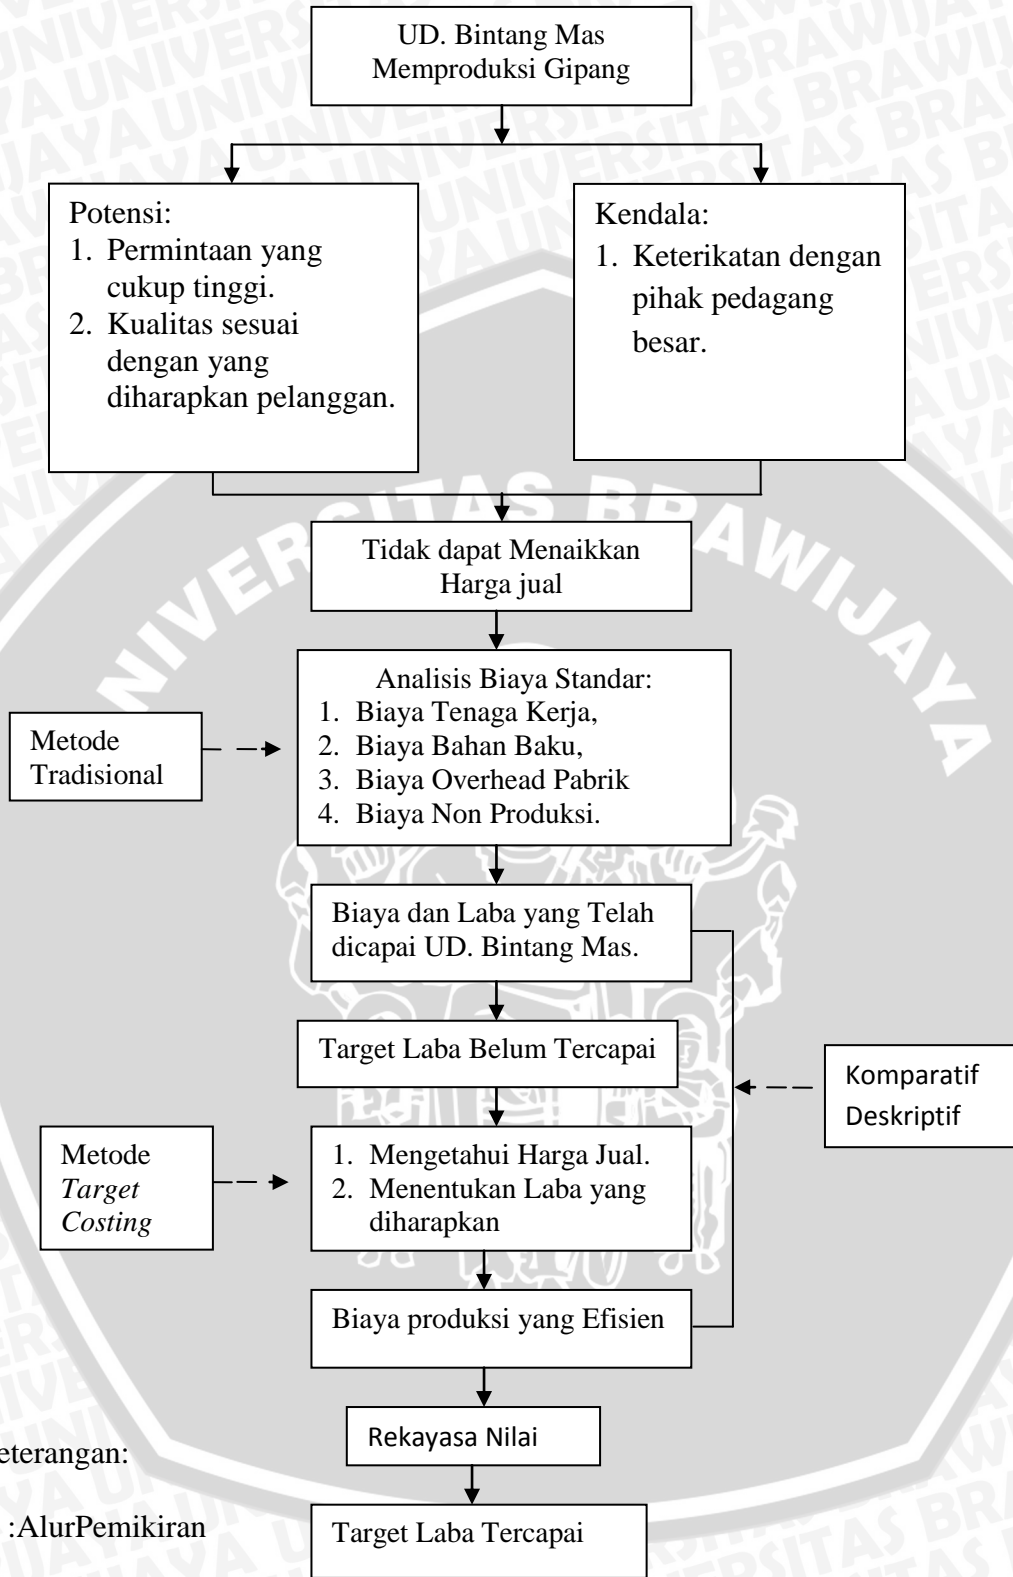 UD. Bintang Mas
Memproduksi Gipang
Potensi:
1. Permintaan yang
cukup tinggi.
2. Kualitas sesuai
dengan yang
diharapkan pelanggan.
Kendala:
1. Keterikatan dengan
pihak pedagang
besar.
UNIVERSITAS BRAWIJAYA
Tidak dapat Menaikkan
Harga jual
Metode
Tradisional
Analisis Biaya Standar:
1. Biaya Tenaga Kerja,
2. Biaya Bahan Baku,
3. Biaya Overhead Pabrik
4. Biaya Non Produksi.
Biaya dan Laba yang Telah
dicapai UD. Bintang Mas.
Target Laba Belum Tercapai
Komparatif
Deskriptif
Metode
Target
Costing
1. Mengetahui Harga Jual.
2. Menentukan Laba yang
diharapkan
Biaya produksi yang Efisien
Rekayasa Nilai
eterangan:
:AlurPemikiran
Target Laba Tercapai